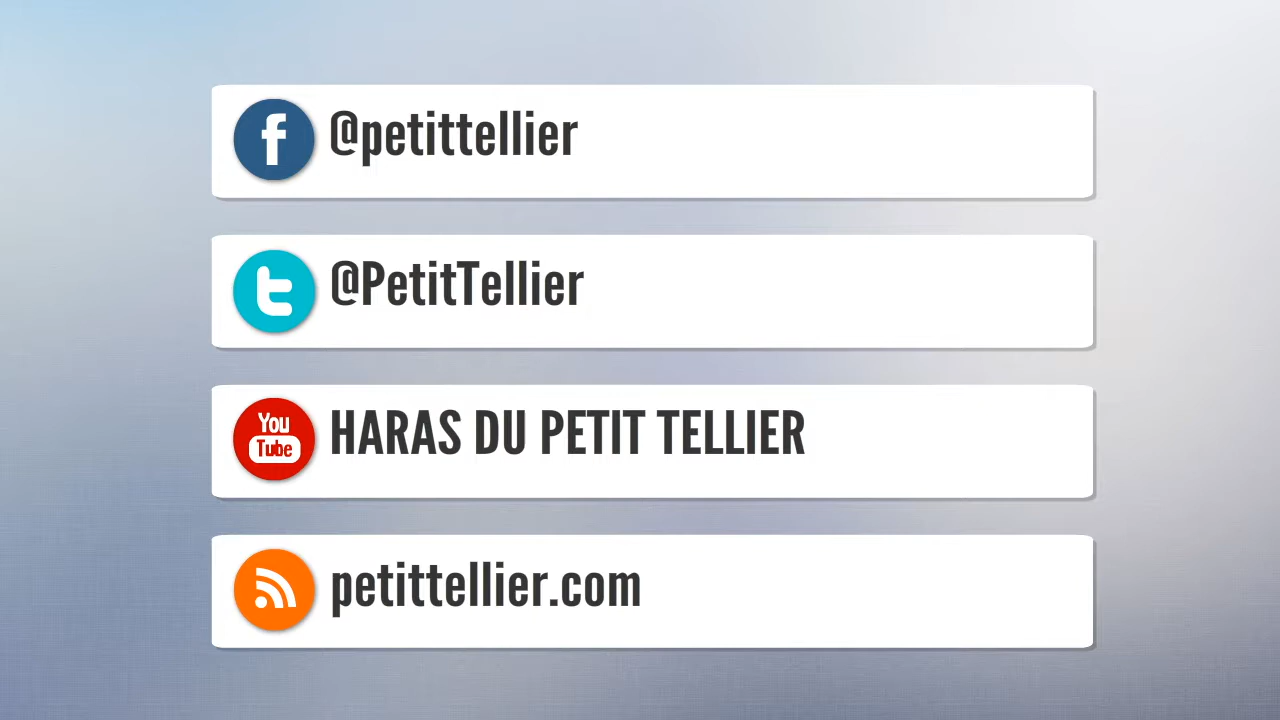 f @petittellier
t @PetitTellier
You
Tube
HARAS DU PETIT TELLIER
petittellier.com